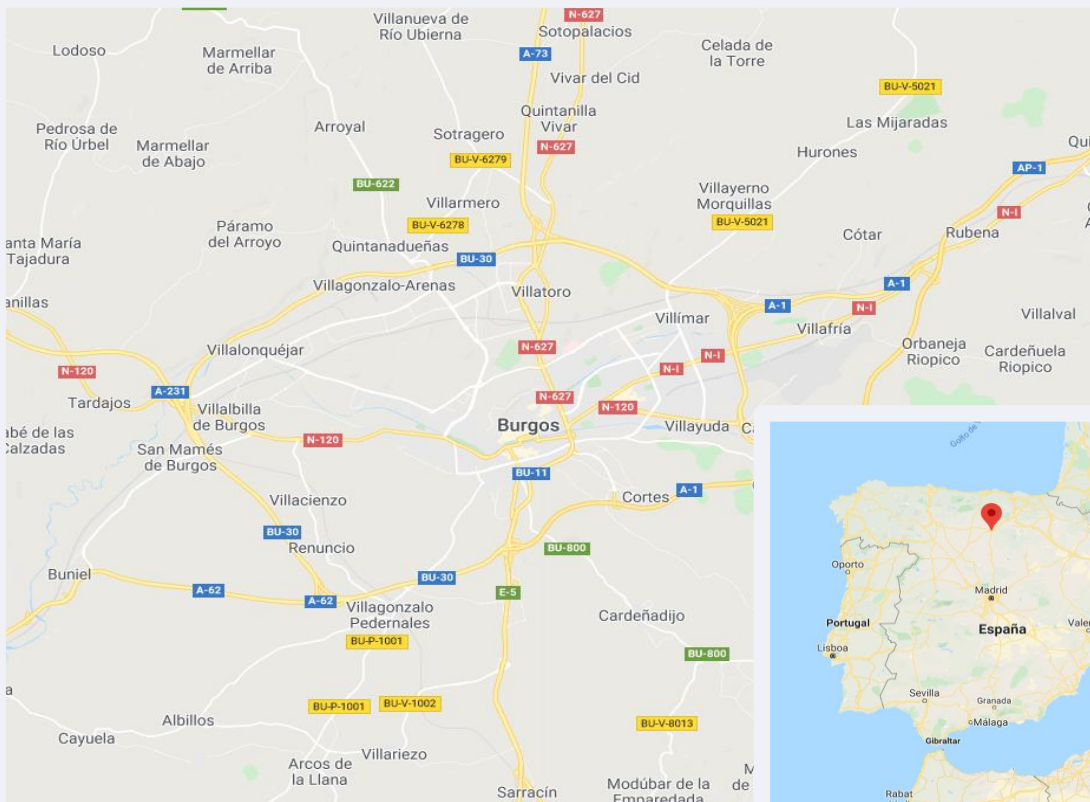 Villanueva de
Río Ubierna
N-627
Sotopalacios
Lodoso
Marmellar
de Arriba
A-73
Celada de
la Torre
Vivar del Cid
BU-V-5021
Quintanilla
Vivar
Arroyal
Las Mijaradas
Pedrosa de
Río Úrbel
Sotragero
Marmellar
de Abajo
N-627
Hurones
BU-V-6279
AP-1
BU-622
Villayerno
Morquillas
Villarmero
N-I
BU-V-6278
BU-V-5021
Páramo
del Arroyo
Cótar
Rubena
Quintanadueñas
Tajadura
BU-30
Villagonzalo-Arenas
Villatoro
A-1
A-1
N-I
Villímar
Villafría
Villalval
Orbaneja
Riopico
Cardeñuela
Riopico
Villalonquéjar
N-627
N-I
N-I
N-120
A-231
N-627
N-120
Tardajos
Villalbilla
de Burgos
Burgos
Villayuda
N-120
San Mamés
de Burgos
BU-11
A-1
Cortes
Villacienzo
BU-30
Renuncio
BU-800
Buniel
BU-30
A-62
A-62
E-5
Villagonzalo
Pedernales
Cardeñadijo
BU-P-1001
BU-800
BU-P-1001
BU-V-1002
BU-V-8013
Albillos
Cayuela
Villariezo
Arcos de
la Llana
Modúbar de la
Emparedada
Sarracín
Golfo de
Oporto
Madrid
Portugal
España
Lisboa
Sevilla
Granada
Málaga
Gibraltar
Rabat